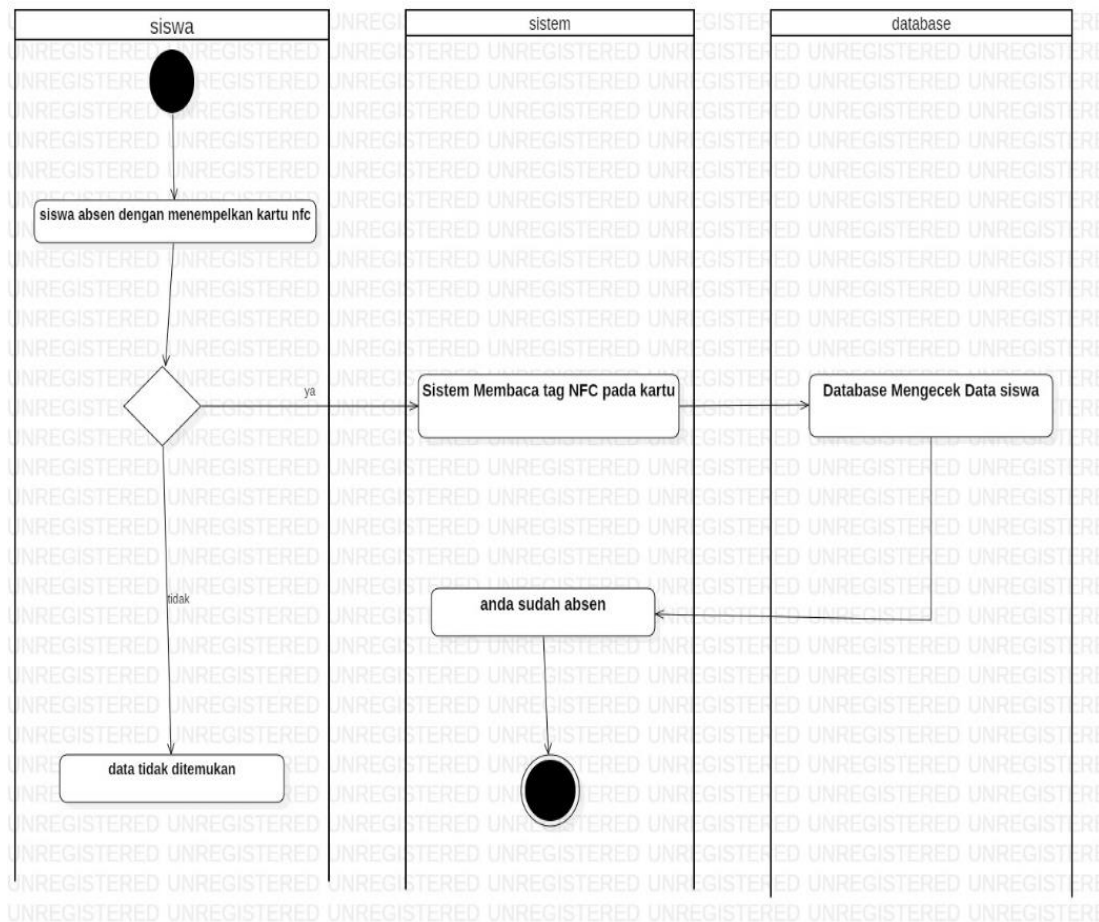 siswa
sistem
database
siswa absen dengan menempelkan kartu nfc
ya
Sistem Membaca tag NFC pada kartu
Database Mengecek Data siswa
tidak
anda sudah absen
data tidak ditemukan
UNREGISTERED